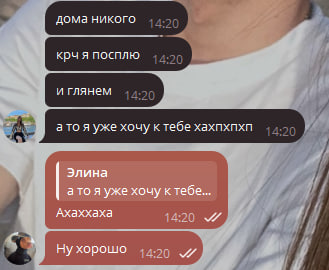 дома никого 14:20
крч я посплю 14:20
и глянем 14:20
а то я уже хочу к тебе хахпхпхп 14:20
Элина
а то я уже хочу к тебе...
Ахаххаха 14:20
Ну хорошо 14:20